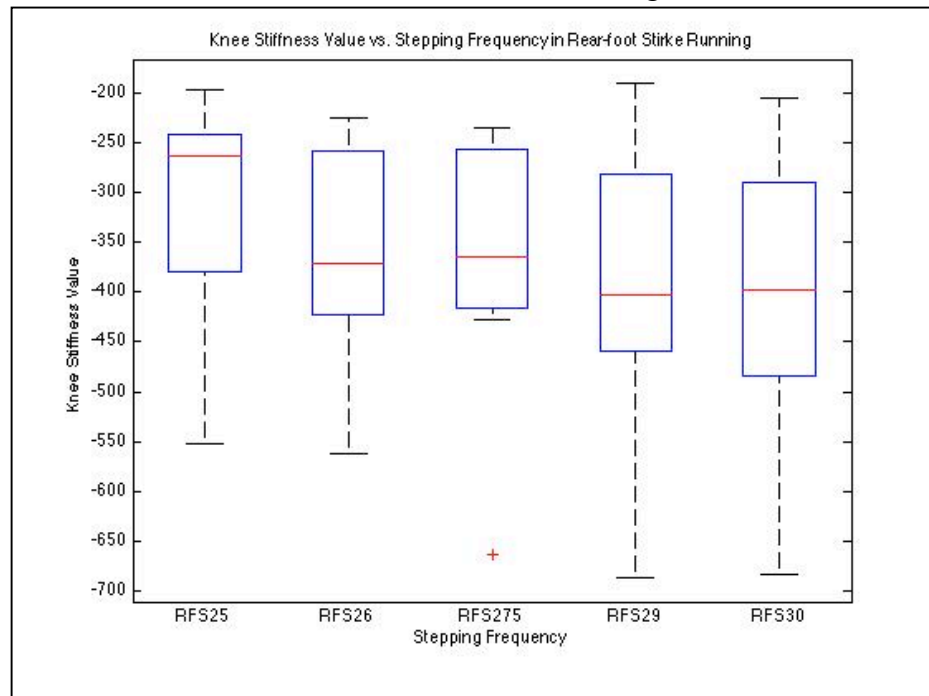 Knee Stiffness Value vs. Stepping Frequency in Rear-foot Stirke Running
Knee Stiffness Value
-200
-250
-300
-350
-400
-450
-500
-550
-600
-650
-700
RFS25 RFS26 RFS275 RFS29 RFS30
Stepping Frequency